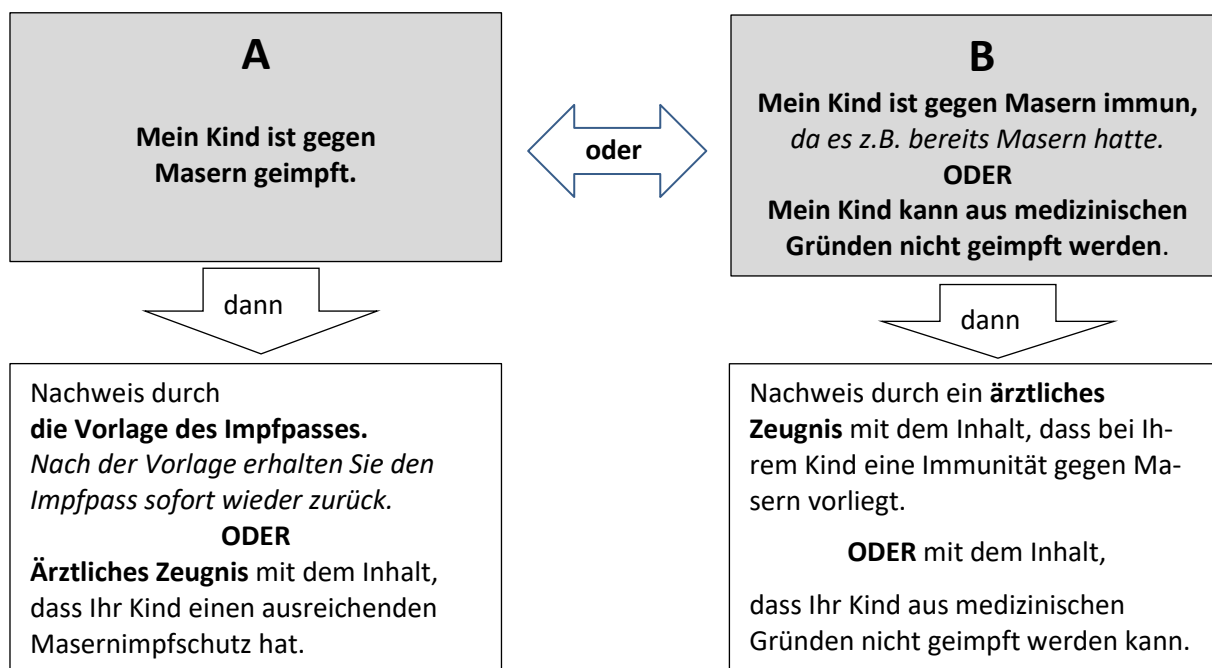 A
Mein Kind ist gegen
Masern geimpft.
oder
B
Mein Kind ist gegen Masern immun,
da es z.B. bereits Masern hatte.
ODER
Mein Kind kann aus medizinischen
Gründen nicht geimpft werden.
dann
dann
Nachweis durch
die Vorlage des Impfpasses.
Nach der Vorlage erhalten Sie den
Impfpass sofort wieder zurück.
ODER
Ärztliches Zeugnis mit dem Inhalt,
dass Ihr Kind einen ausreichenden
Masernimpfschutz hat.
Nachweis durch ein ärztliches
Zeugnis mit dem Inhalt, dass bei Ih-
rem Kind eine Immunität gegen Ma-
sern vorliegt.
ODER mit dem Inhalt,
dass Ihr Kind aus medizinischen
Gründen nicht geimpft werden kann.